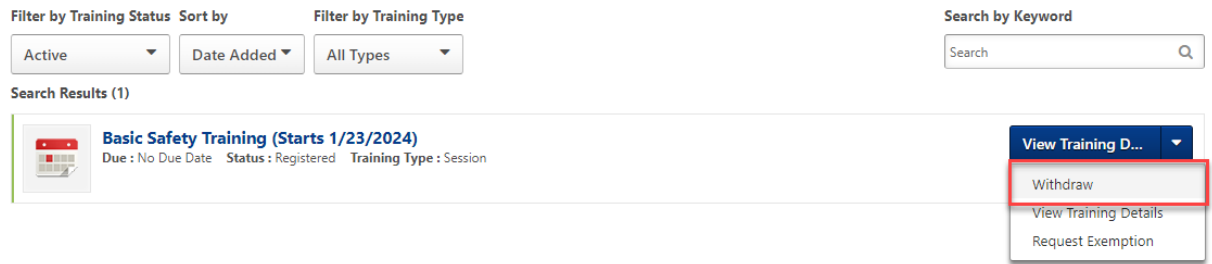 Filter by Training Status Sort by Filter by Training Type Search by Keyword
Active Date Added All Types Search
Search Results (1)
Basic Safety Training (Starts 1/23/2024)
Due : No Due Date Status : Registered Training Type : Session
View Training D...
Withdraw
View Training Details
Request Exemption